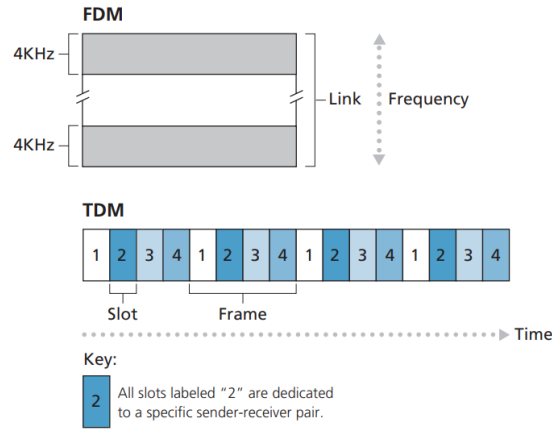 FDM
4KHz
Link
Frequency
4KHz
TDM
1 2 3 4 1 2 3 4 1 2 3 4 1 2 3 4
Slot
Frame
Time
Key:
2
All slots labeled “2” are dedicated
to a specific sender-receiver pair.